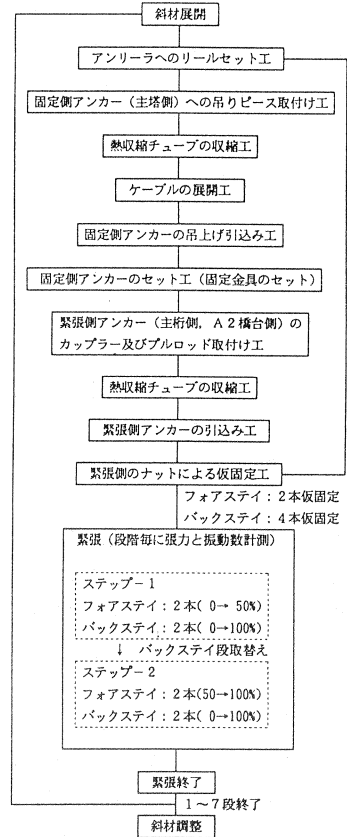 斜材展開
アンリーラへのリールセット工
固定側アンカー（主塔側）への吊りピース取付け工
熱収縮チューブの収縮工
ケーブルの展開工
固定側アンカーの吊上げ引込み工
固定側アンカーのセット工（固定金具のセット）
緊張側アンカー（主桁側，Ａ２橋台側）の
カップラー及びプルロッド取付け工
熱収縮チューブの収縮工
緊張側アンカーの引込み工
緊張側のナットによる仮固定工
フォアステイ：２本仮固定
バックステイ：４本仮固定
緊張（段階毎に張力と振動数計測）
ステップ－1
フォアステイ：２本( 0→ 50%)
バックステイ：２本( 0→100%)
↓ バックステイ段取替え
ステップ－2
フォアステイ：２本(50→100%)
バックステイ：２本( 0→100%)
緊張終了
１～７段終了
斜材調整